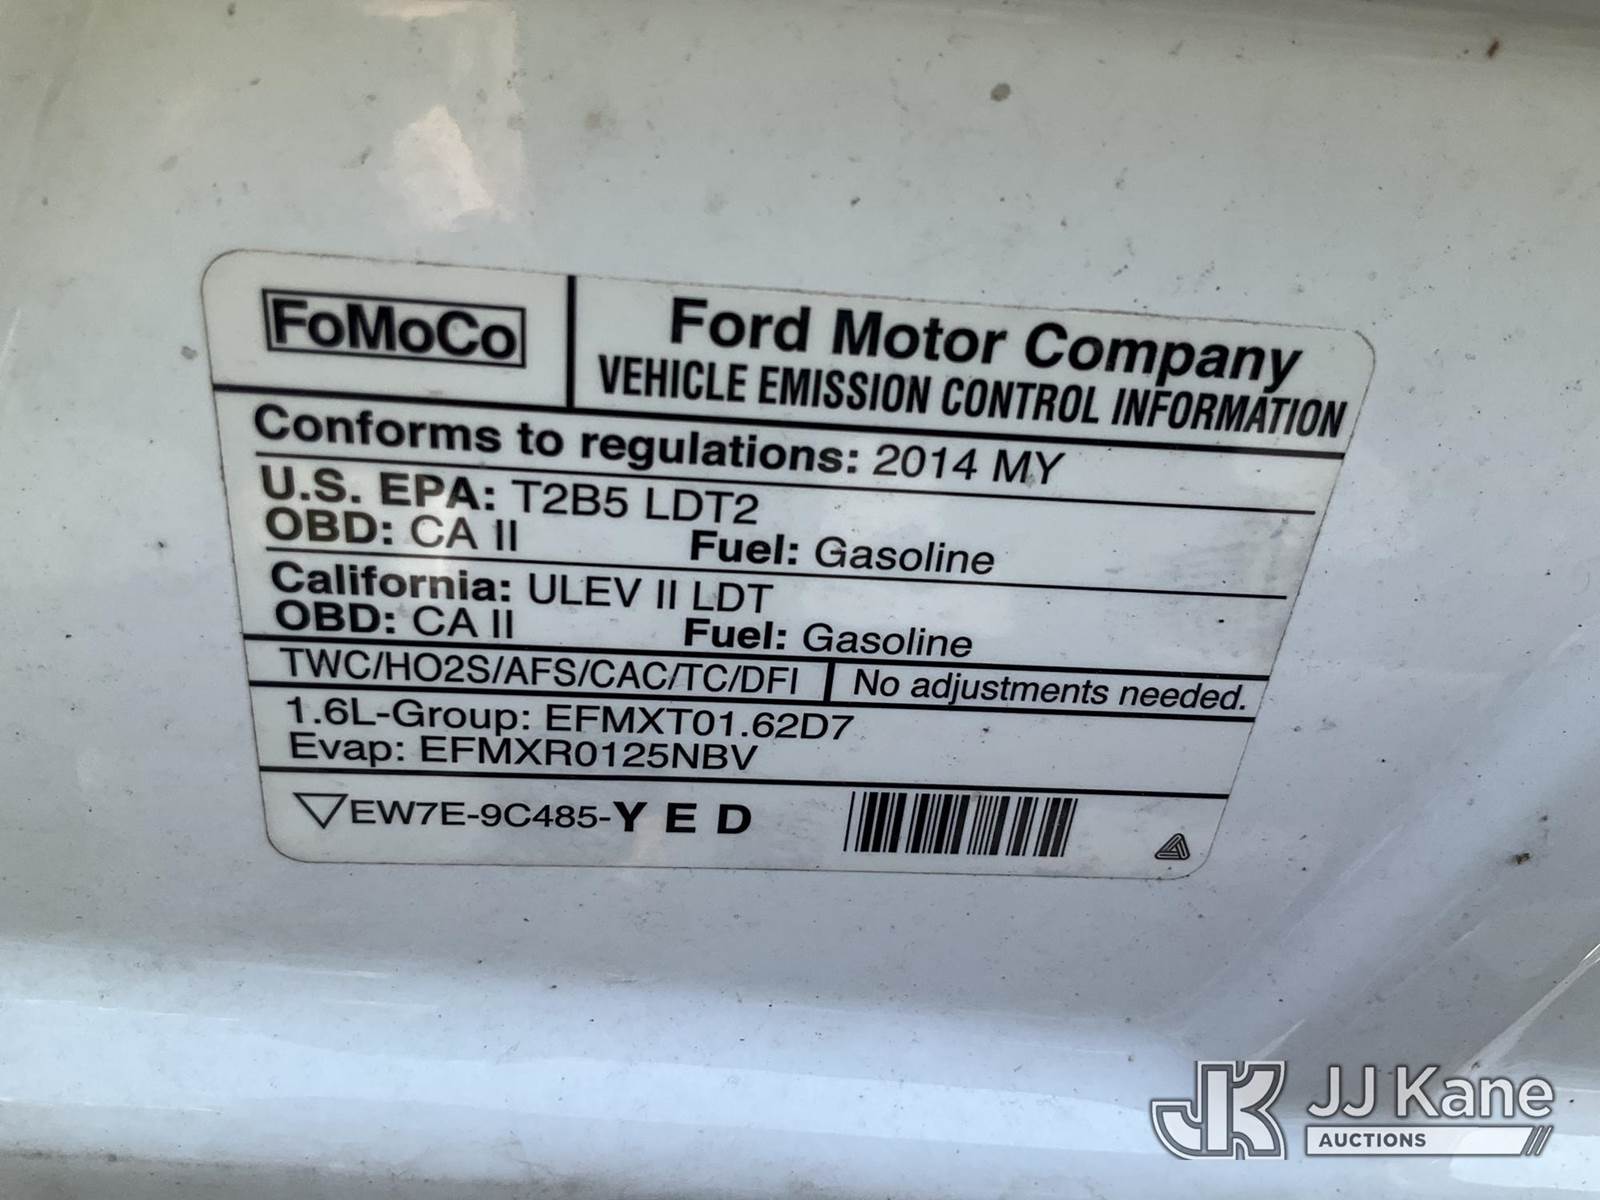 FoMoCo
Ford Motor Company
VEHICLE EMISSION CONTROL INFORMATION
Conforms to regulations: 2014 MY
U.S. EPA: T2B5 LDT2
OBD: CA II Fuel: Gasoline
California: ULEV II LDT
OBD: CA II Fuel: Gasoline
TWC/HO2S/AFS/CAC/TC/DFI No adjustments needed.
1.6L-Group: EFMXT01.62D7
Evap: EFMXR0125NBV
EW7E-9C485-Y E D
JK JJ Kane
AUCTIONS